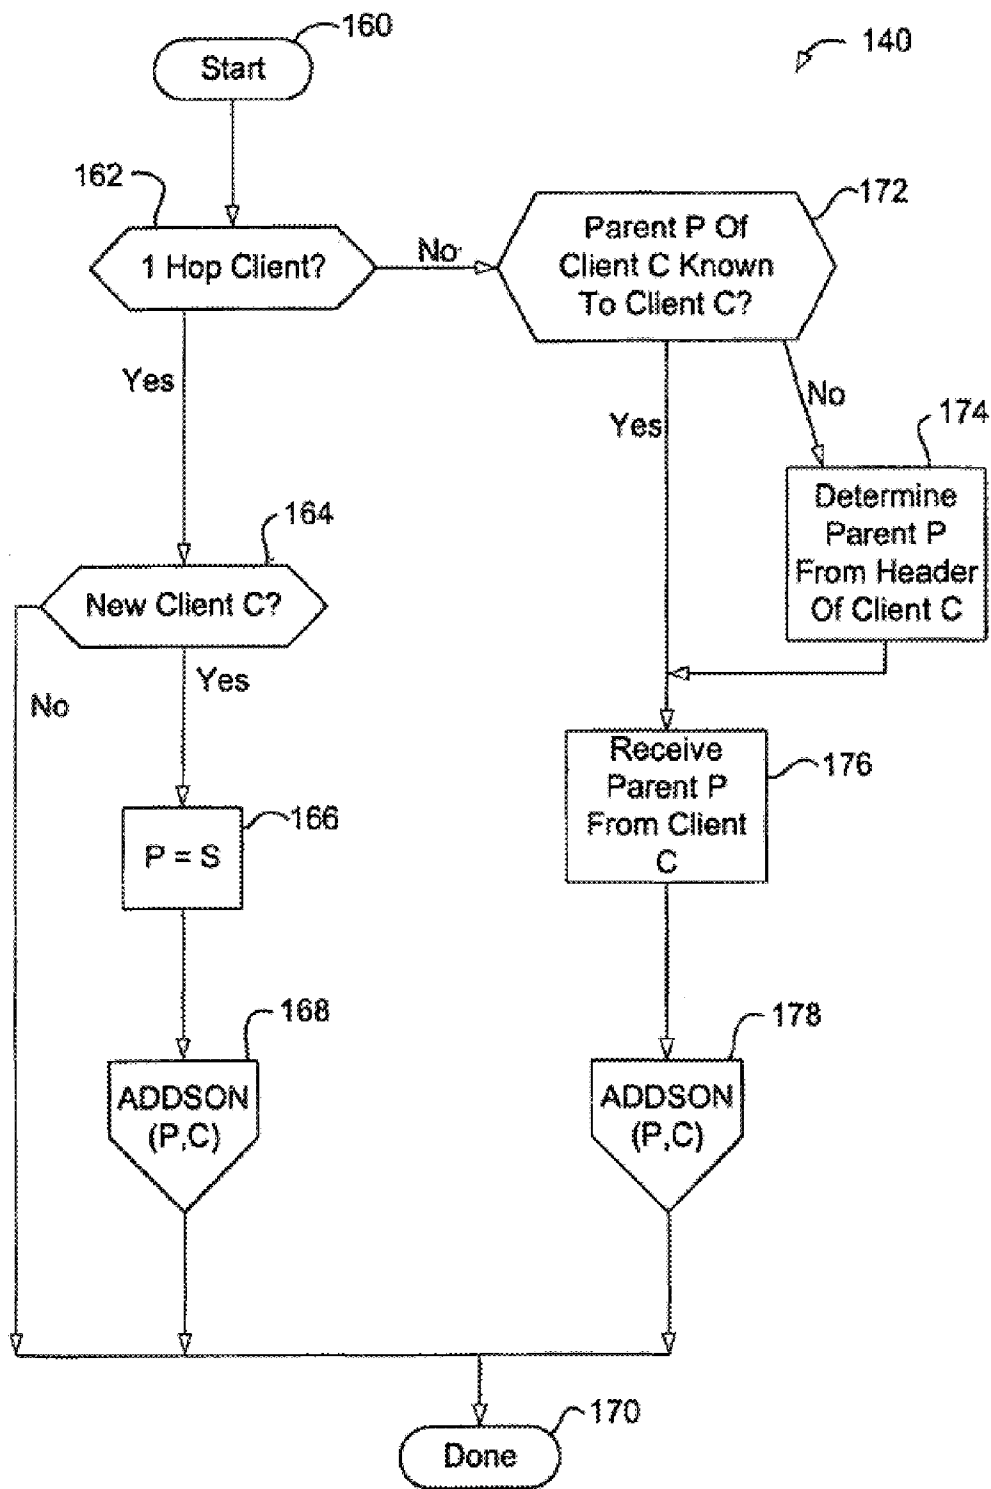 160
140
Start
162
172
1 Hop Client?
No
Parent P Of
Client C Known
To Client C?
Yes
No
Yes
174
Determine
Parent P
From Header
Of Client C
164
New Client C?
Yes
No
Receive
Parent P
From Client
C
176
166
P = S
168
ADDSON
(P,C)
178
ADDSON
(P,C)
170
Done